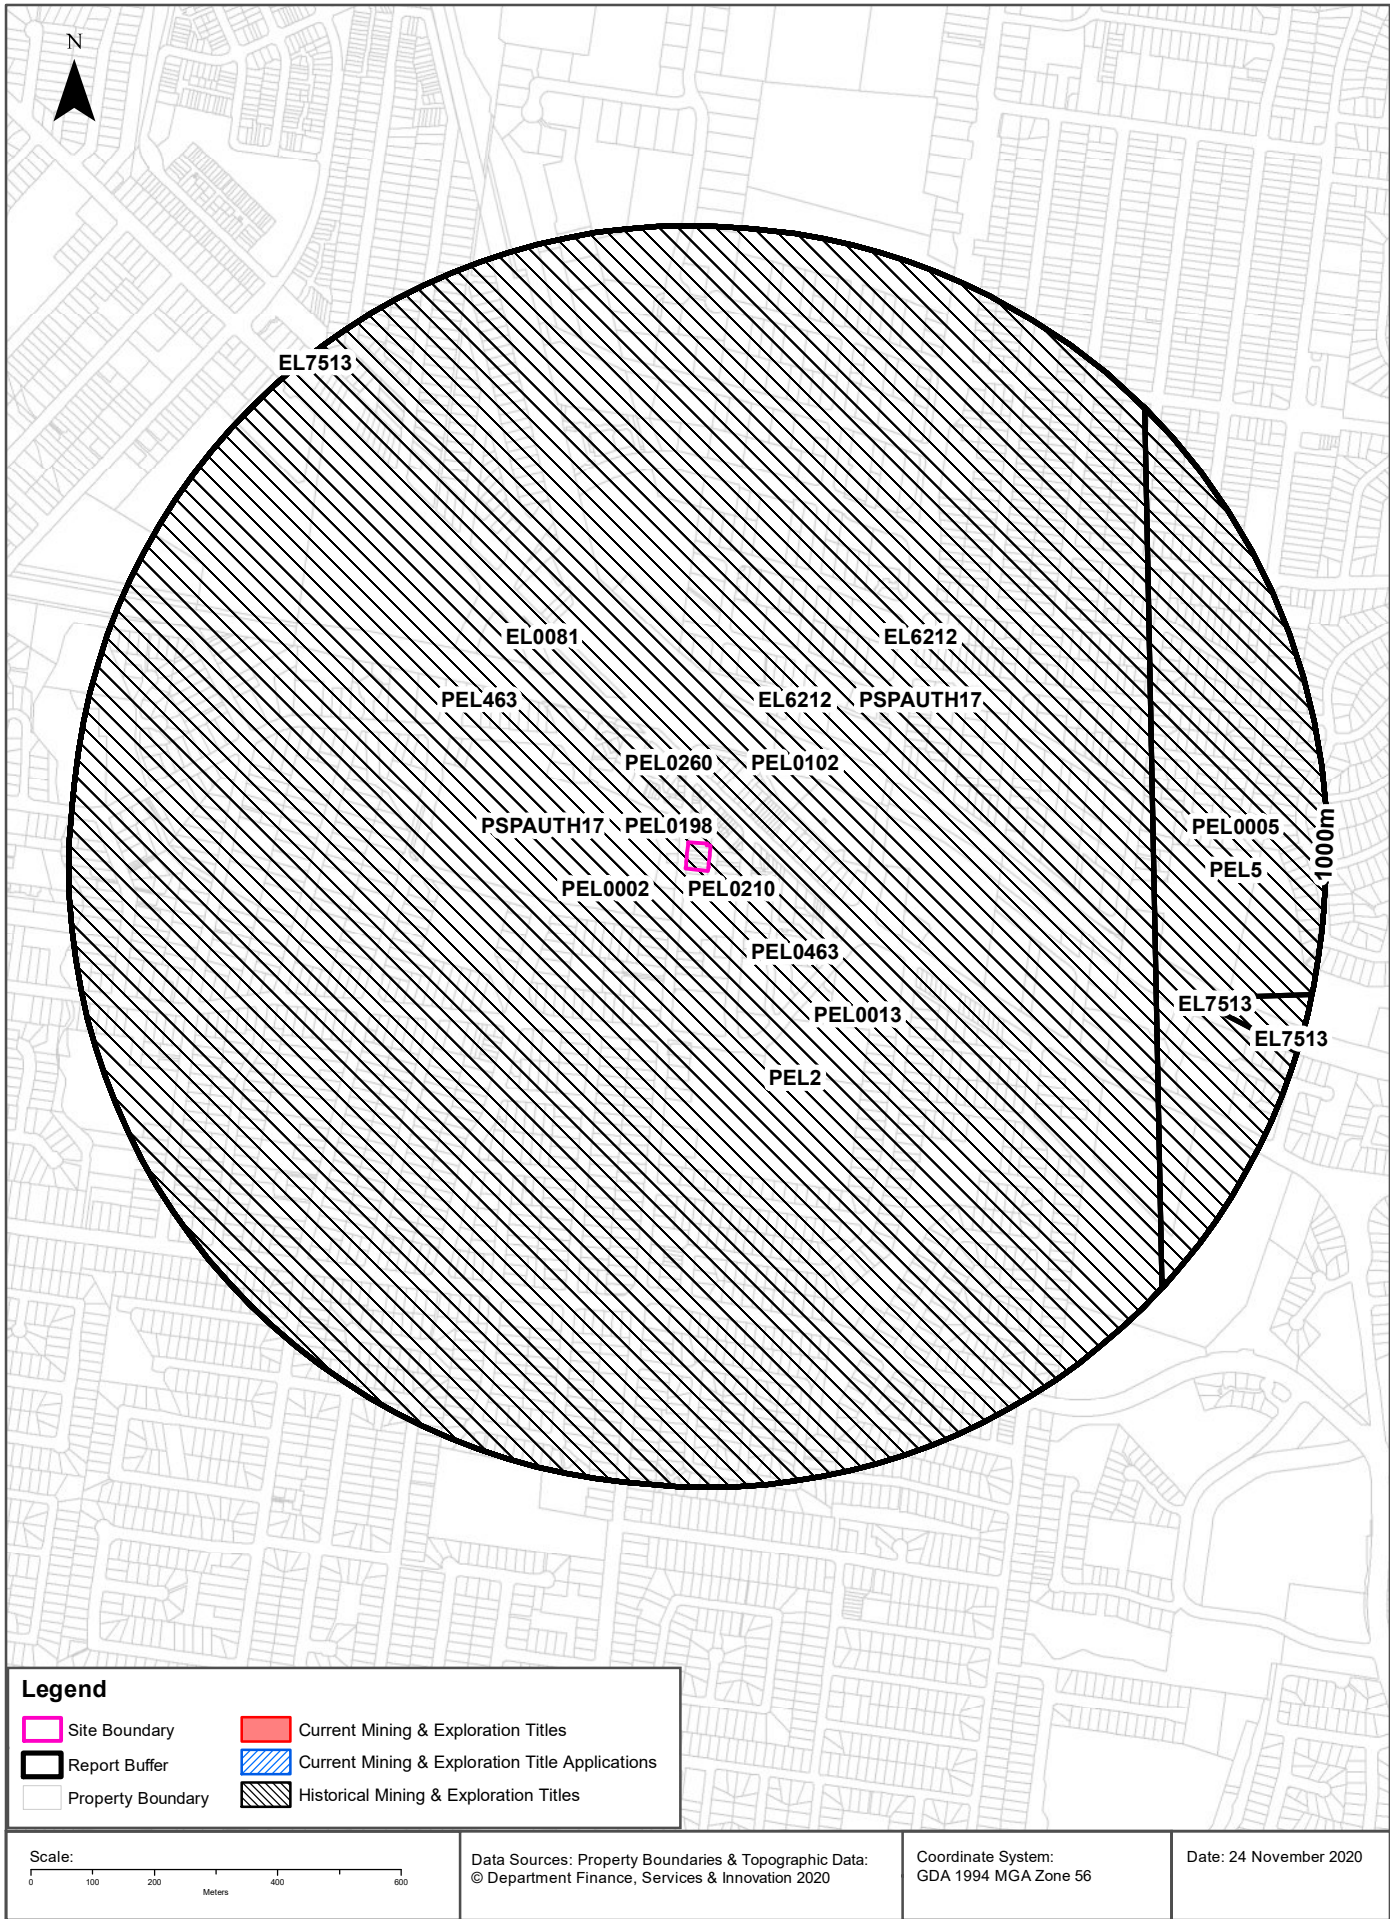 N
EL7513
EL0081
EL6212
PEL463
EL6212
PSPAUTH17
PEL0260
PEL0102
PSPAUTH17
PEL0198
PEL0005
1000m
PEL5
PEL0002
PEL0210
PEL0463
EL7513
PEL0013
EL7513
PEL2
Legend
Site Boundary
Report Buffer
Property Boundary
Current Mining & Exploration Titles
Current Mining & Exploration Title Applications
Historical Mining & Exploration Titles
Scale:
0 100 200 400 600
Meters
Data Sources: Property Boundaries & Topographic Data:
© Department Finance, Services & Innovation 2020
Coordinate System:
GDA 1994 MGA Zone 56
Date: 24 November 2020